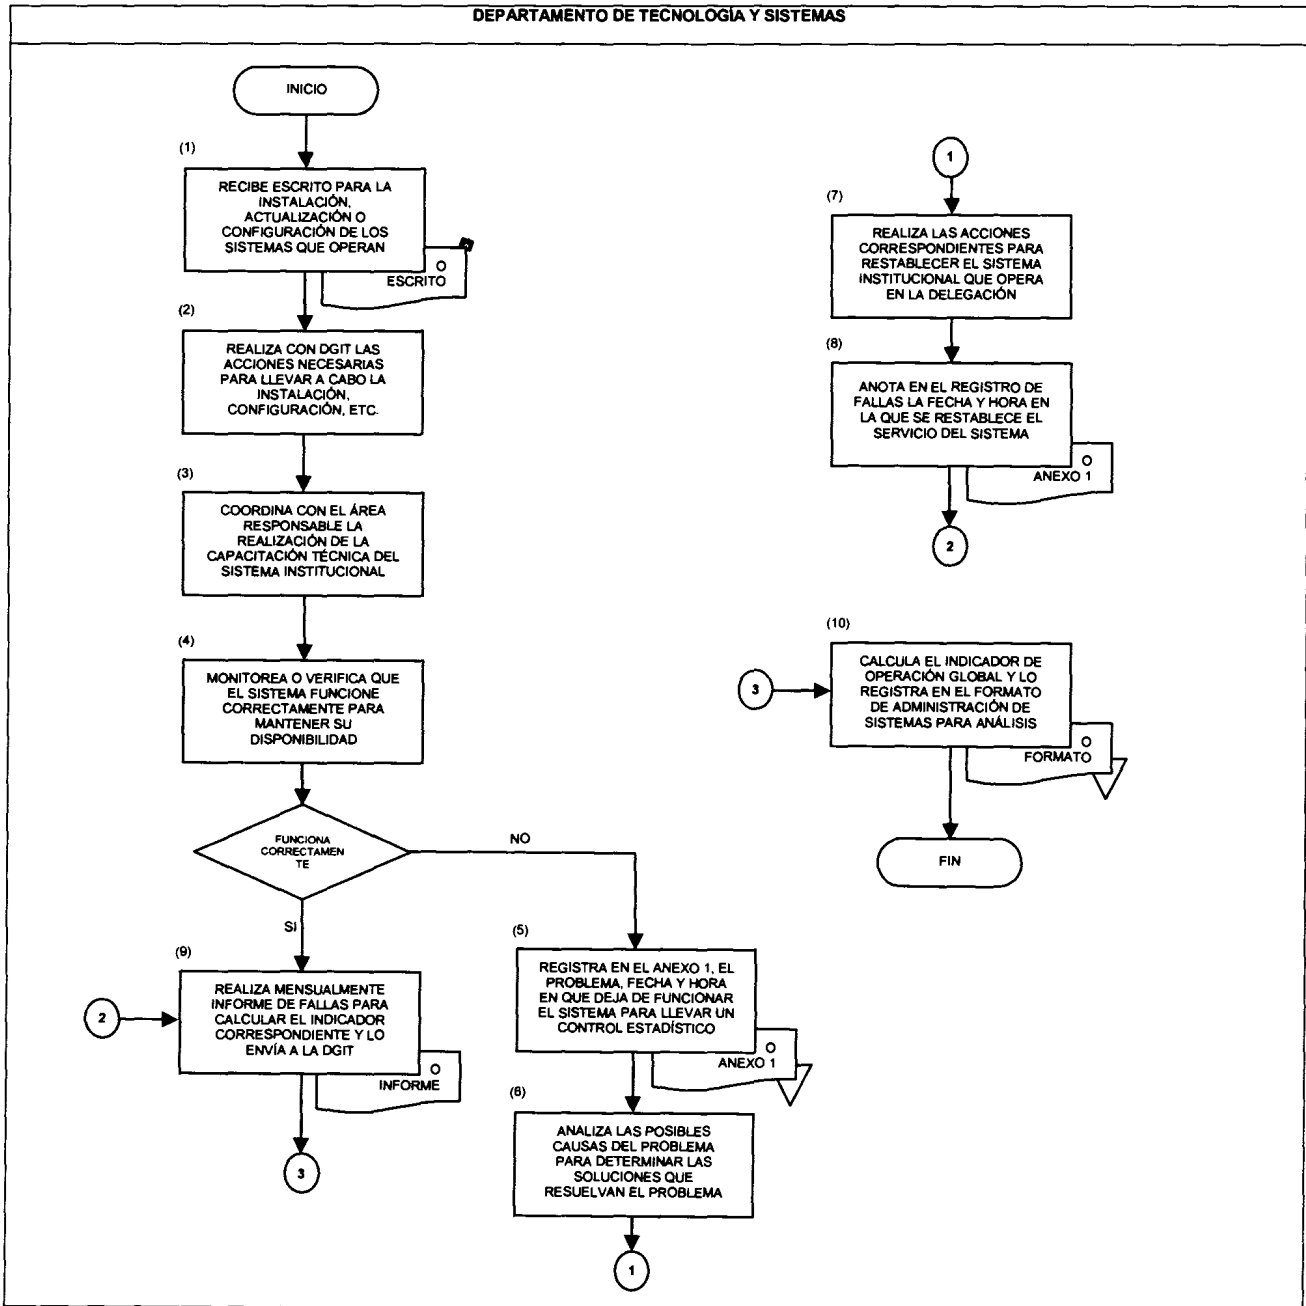 DEPARTAMENTO DE TECNOLOGÍA Y SISTEMAS
INICIO
(1)
RECIBE ESCRITO PARA LA
INSTALACIÓN,
ACTUALIZACIÓN O
CONFIGURACIÓN DE LOS
SISTEMAS QUE OPERAN
O
ESCRITO
(2)
REALIZA CON DGIT LAS
ACCIONES NECESARIAS
PARA LLEVAR A CABO LA
INSTALACIÓN,
CONFIGURACIÓN, ETC.
(3)
COORDINA CON EL ÁREA
RESPONSABLE LA
REALIZACIÓN DE LA
CAPACITACIÓN TÉCNICA DEL
SISTEMA INSTITUCIONAL
(4)
MONITOREA O VERIFICA QUE
EL SISTEMA FUNCIONE
CORRECTAMENTE PARA
MANTENER SU
DISPONIBILIDAD
FUNCIONA
CORRECTAMEN
TE
NO
SI
(9)
REALIZA MENSUALMENTE
INFORME DE FALLAS PARA
CALCULAR EL INDICADOR
CORRESPONDIENTE Y LO
ENVÍA A LA DGIT
2
O
INFORME
3
(5)
REGISTRA EN EL ANEXO 1, EL
PROBLEMA, FECHA Y HORA
EN QUE DEJA DE FUNCIONAR
EL SISTEMA PARA LLEVAR UN
CONTROL ESTADÍSTICO
O
ANEXO 1
(6)
ANALIZA LAS POSIBLES
CAUSAS DEL PROBLEMA
PARA DETERMINAR LAS
SOLUCIONES QUE
RESUELVAN EL PROBLEMA
1
1
(7)
REALIZA LAS ACCIONES
CORRESPONDIENTES PARA
RESTABLECER EL SISTEMA
INSTITUCIONAL QUE OPERA
EN LA DELEGACIÓN
(8)
ANOTA EN EL REGISTRO DE
FALLAS LA FECHA Y HORA EN
LA QUE SE RESTABLECE EL
SERVICIO DEL SISTEMA
O
ANEXO 1
2
(10)
3
CALCULA EL INDICADOR DE
OPERACIÓN GLOBAL Y LO
REGISTRA EN EL FORMATO
DE ADMINISTRACIÓN DE
SISTEMAS PARA ANÁLISIS
O
FORMATO
FIN